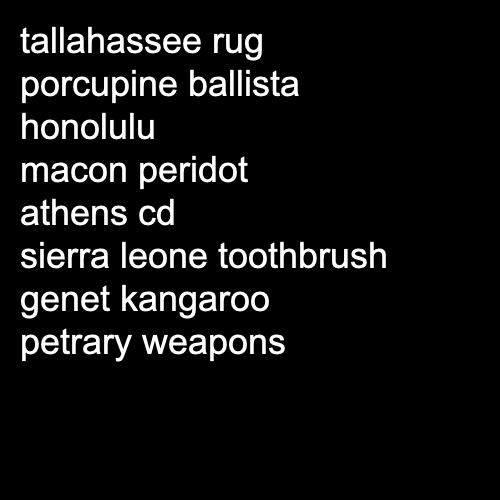 tallahassee rug
porcupine ballista
honolulu
macon peridot
athens cd
sierra leone toothbrush
genet kangaroo
petrary weapons